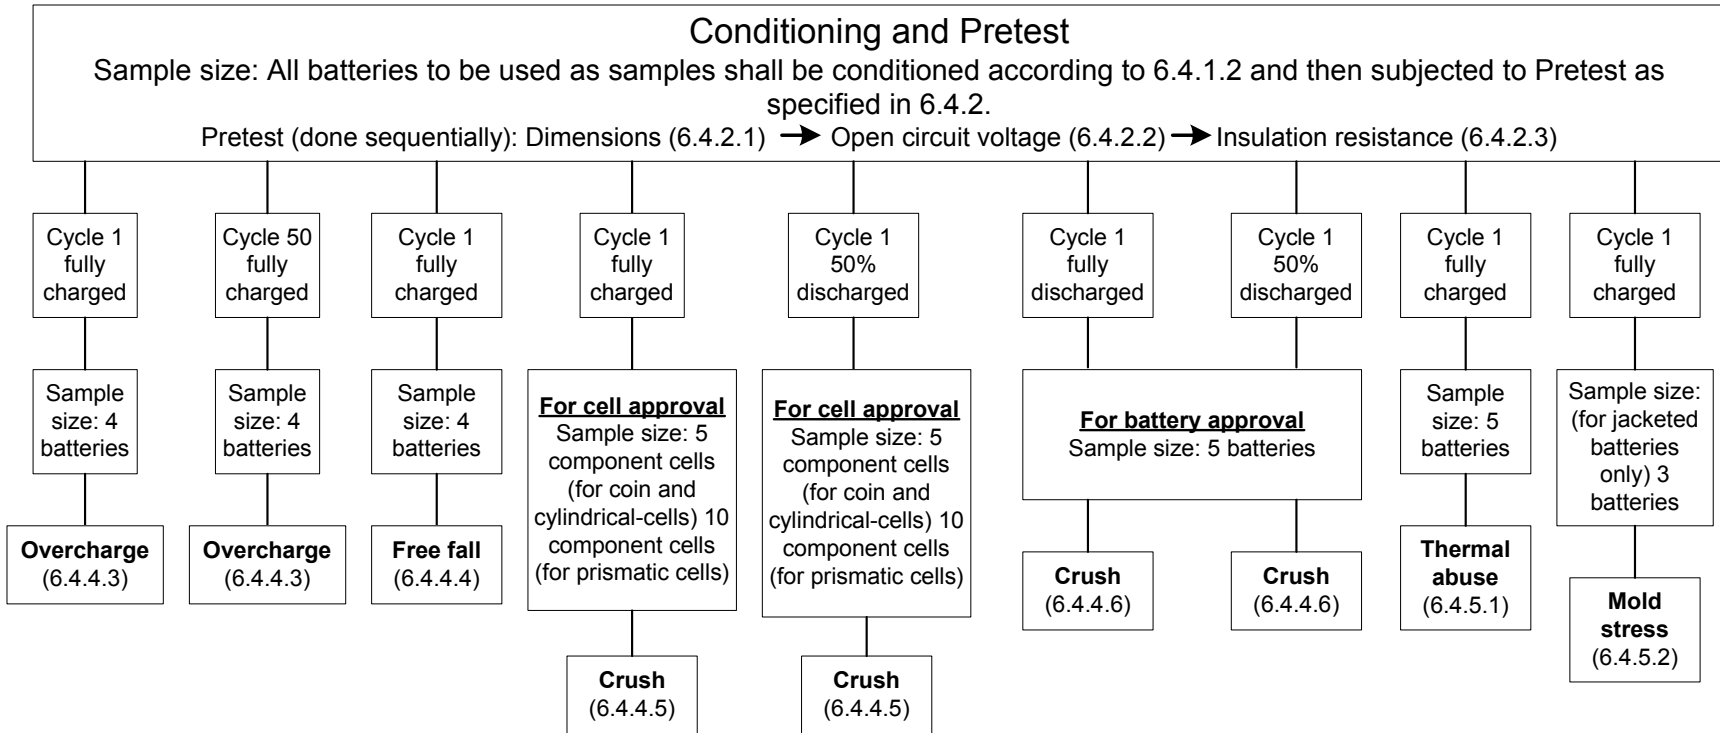 Conditioning and Pretest
Sample size: All batteries to be used as samples shall be conditioned according to 6.4.1.2 and then subjected to Pretest as
specified in 6.4.2.
Pretest (done sequentially): Dimensions (6.4.2.1) → Open circuit voltage (6.4.2.2) → Insulation resistance (6.4.2.3)
Cycle 1
fully
charged
Sample
size: 4
batteries
Overcharge
(6.4.4.3)
Cycle 50
fully
charged
Sample
size: 4
batteries
Overcharge
(6.4.4.3)
Cycle 1
fully
charged
Sample
size: 4
batteries
Free fall
(6.4.4.4)
Cycle 1
fully
charged
For cell approval
Sample size: 5
component cells
(for coin and
cylindrical-cells) 10
component cells
(for prismatic cells)
Crush
(6.4.4.5)
Cycle 1
50%
discharged
For cell approval
Sample size: 5
component cells
(for coin and
cylindrical-cells) 10
component cells
(for prismatic cells)
Crush
(6.4.4.5)
Cycle 1
fully
discharged
Cycle 1
50%
discharged
For battery approval
Sample size: 5 batteries
Crush
(6.4.4.6)
Crush
(6.4.4.6)
Cycle 1
fully
charged
Sample
size: 5
batteries
Thermal
abuse
(6.4.5.1)
Cycle 1
fully
charged
Sample size:
(for jacketed
batteries
only) 3
batteries
Mold
stress
(6.4.5.2)